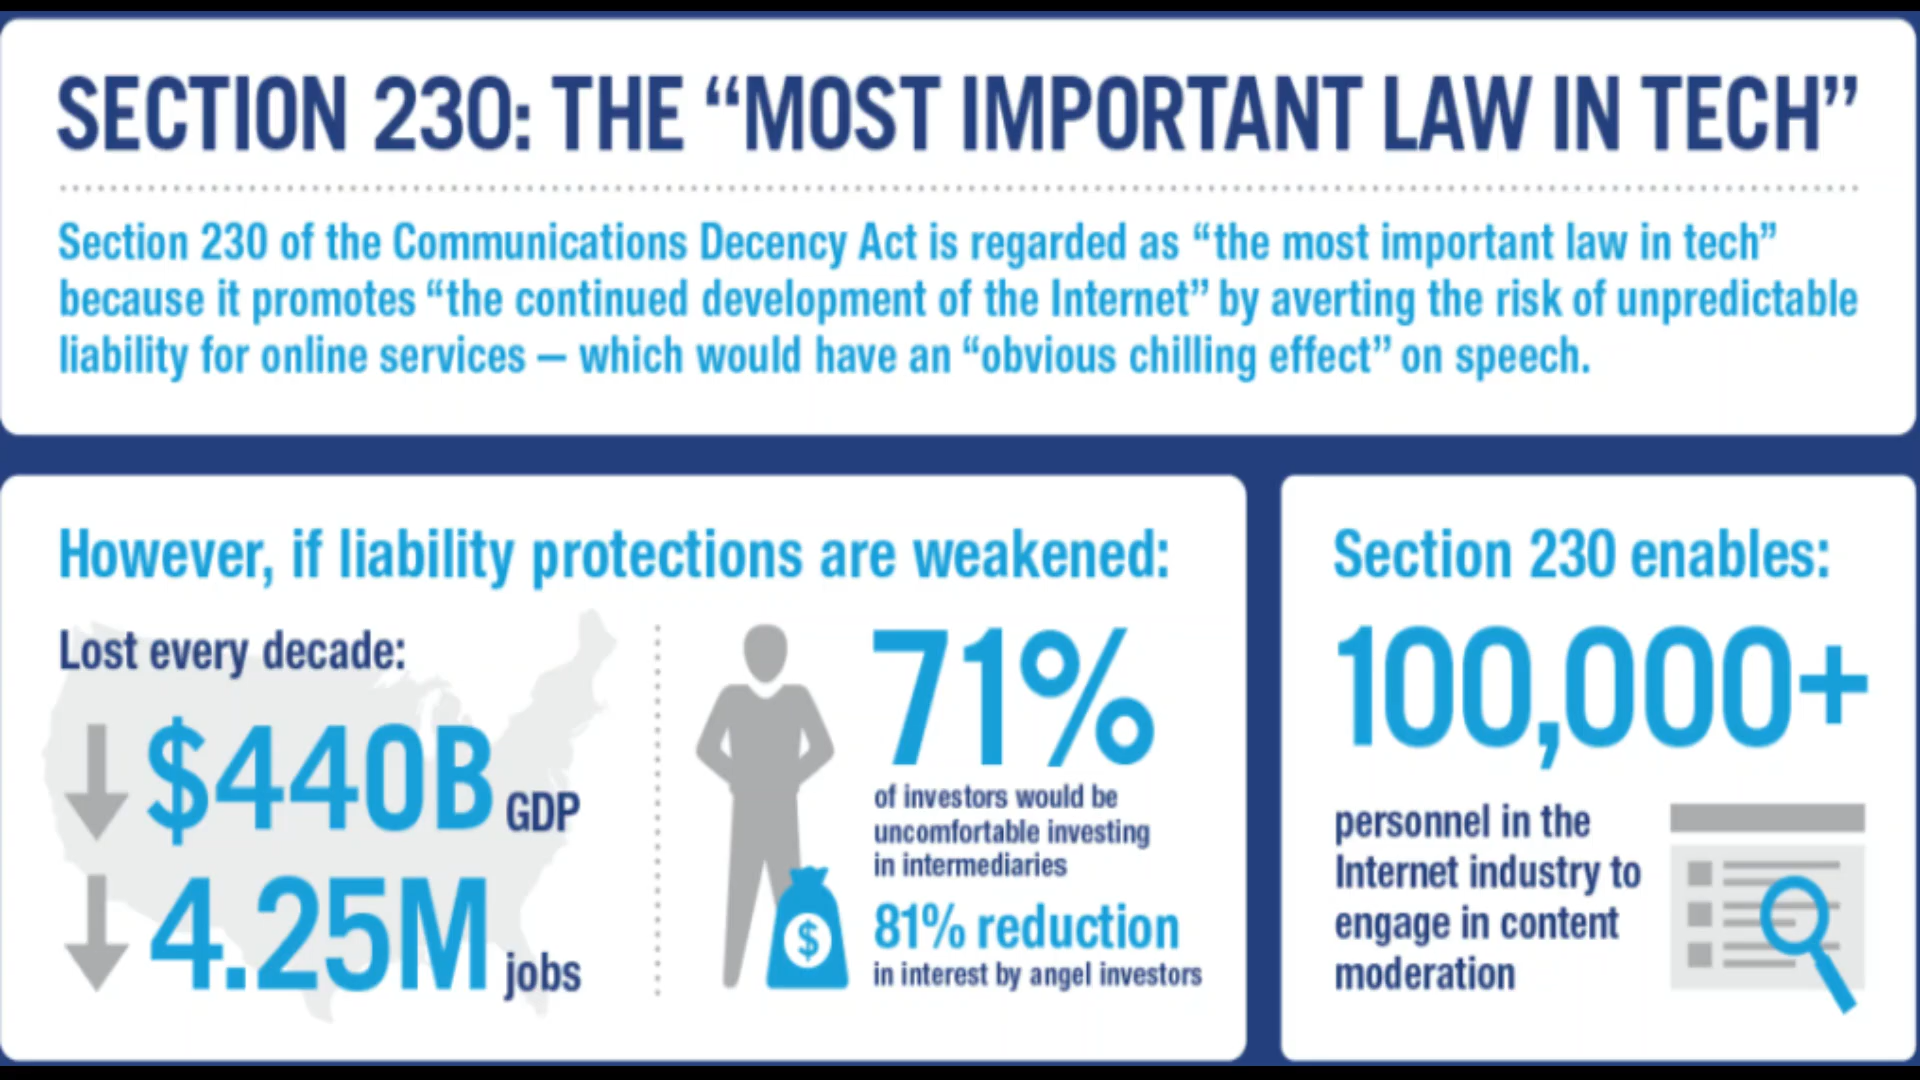 SECTION 230: THE “MOST IMPORTANT LAW IN TECH”
Section 230 of the Communications Decency Act is regarded as “the most important law in tech”
because it promotes “the continued development of the Internet” by averting the risk of unpredictable
liability for online services — which would have an “obvious chilling effect” on speech.
However, if liability protections are weakened:
Lost every decade:
$440B GDP
4.25M jobs
71%
of investors would be
uncomfortable investing
in intermediaries
81% reduction
in interest by angel investors
$
Section 230 enables:
100,000+
personnel in the
Internet industry to
engage in content
moderation